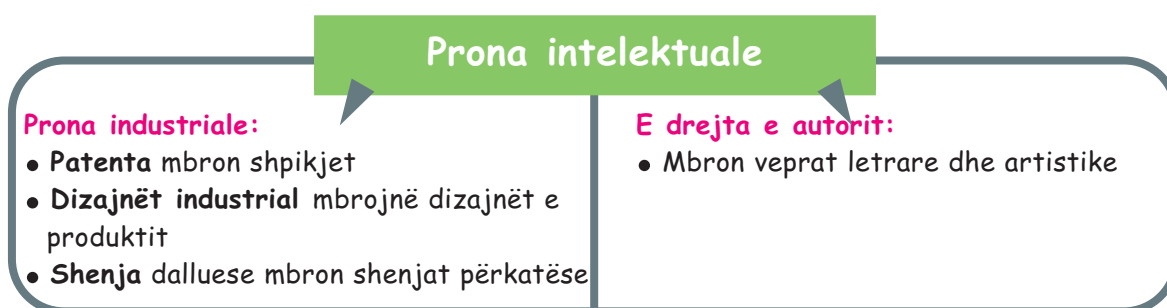 Prona intelektuale
Prona industriale:
• Patenta mbron shpikjet
• Dizajnët industrial mbrojnë dizajnët e
produktit
• Shenja dalluese mbron shenjat përkatëse
E drejta e autorit:
• Mbron veprat letrare dhe artistike